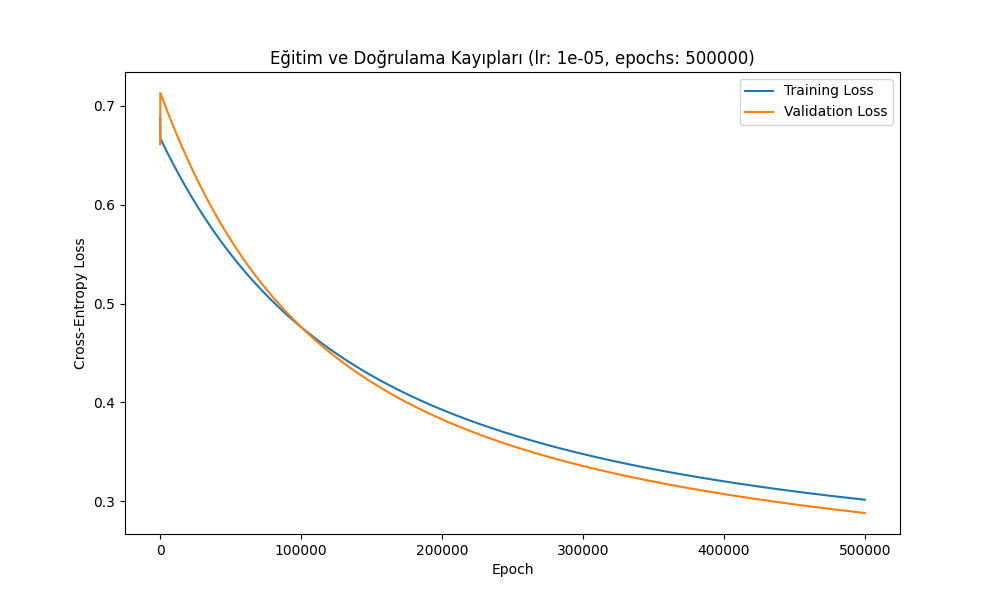 Eğitim ve Doğrulama Kayıpları (lr: 1e-05, epochs: 500000)
Training Loss
Validation Loss
Cross-Entropy Loss
0.7
0.6
0.5
0.4
0.3
0 100000 200000 300000 400000 500000
Epoch